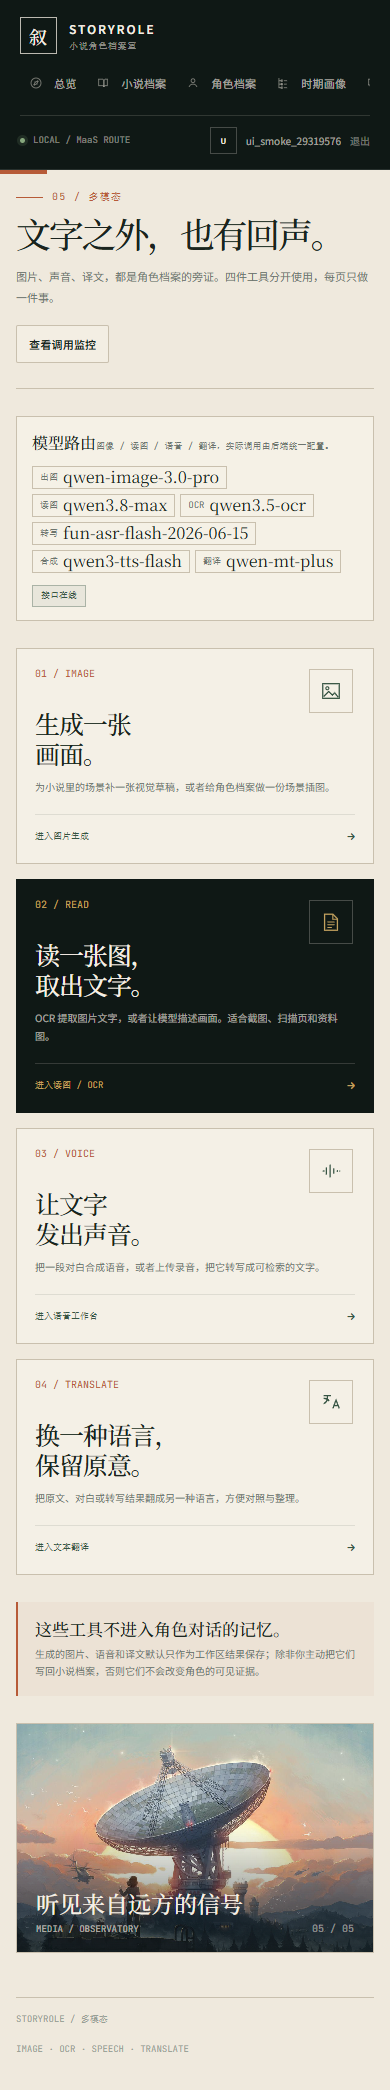 叙
STORYROLE
小说角色档案室
总览 小说档案 角色档案 时期画像
LOCAL / MaaS ROUTE
U ui_smoke_29319576 退出
05 / 多模态
文字之外，也有回声。
图片、声音、译文，都是角色档案的旁证。四件工具分开使用，每页只做
一件事。
查看调用监控
模型路由 图像 / 读图 / 语音 / 翻译，实际调用由后端统一配置。
出图 qwen-image-3.0-pro
读图 qwen3.8-max OCR qwen3.5-ocr
转写 fun-asr-flash-2026-06-15
合成 qwen3-tts-flash 翻译 qwen-mt-plus
接口在线
01 / IMAGE
生成一张
画面。
为小说里的场景补一张视觉草稿，或者给角色档案做一份场景插图。
进入图片生成 →
02 / READ
读一张图，
取出文字。
OCR 提取图片文字，或者让模型描述画面。适合截图、扫描页和资料
图。
进入读图 / OCR →
03 / VOICE
让文字
发出声音。
把一段对白合成语音，或者上传录音，把它转写成可检索的文字。
进入语音工作台 →
04 / TRANSLATE
换一种语言，
保留原意。
把原文、对白或转写结果翻成另一种语言，方便对照与整理。
进入文本翻译 →
这些工具不进入角色对话的记忆。
生成的图片、语音和译文默认只作为工作区结果保存；除非你主动把它们
写回小说档案，否则它们不会改变角色的可见证据。
听见来自远方的信号
MEDIA / OBSERVATORY 05 / 05
STORYROLE / 多模态
IMAGE · OCR · SPEECH · TRANSLATE